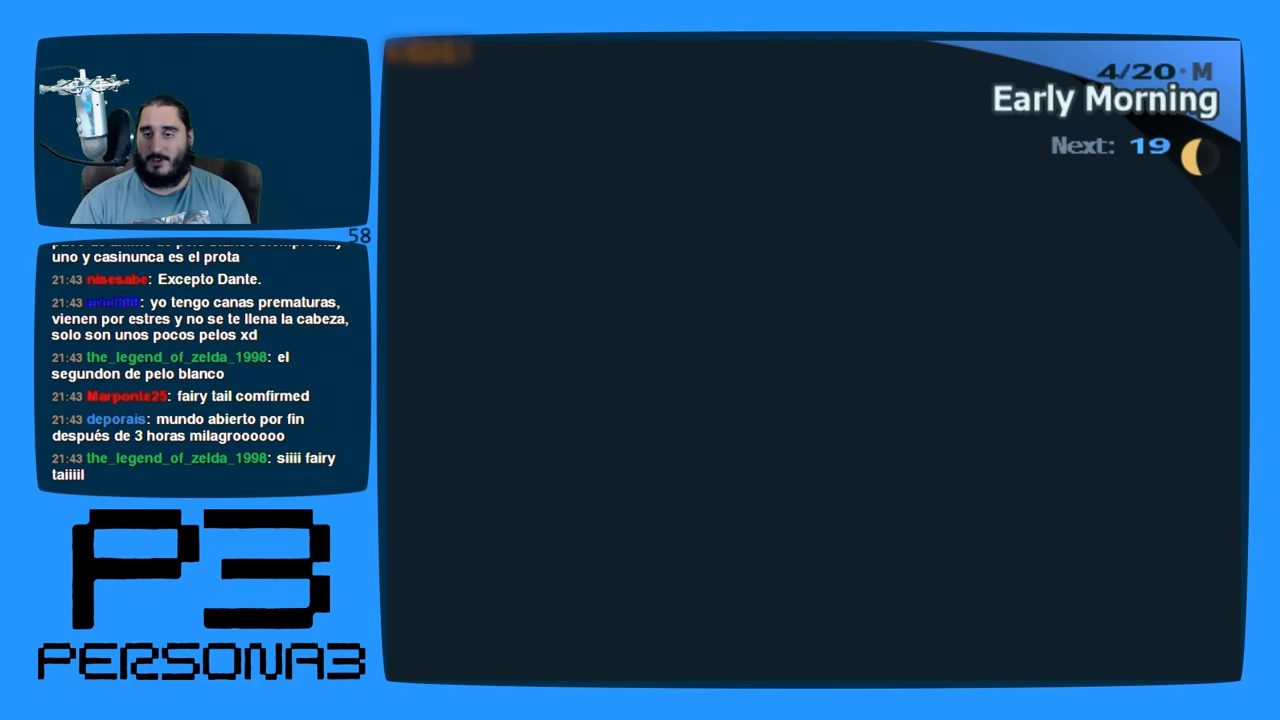 4/20・M
Early Morning
Next: 19
58
uno y casinunca es el prota
21:43 nisesabe: Excepto Dante.
21:43 : yo tengo canas prematuras,
vienen por estres y no se te llena la cabeza,
solo son unos pocos pelos xd
21:43 the_legend_of_zelda_1998: el
segundon de pelo blanco
21:43 Marponte25: fairy tail comfirmed
21:43 deporais: mundo abierto por fin
después de 3 horas milagroooooo
21:43 the_legend_of_zelda_1998: siiii fairy
taiiiil
P3
PERSONA3